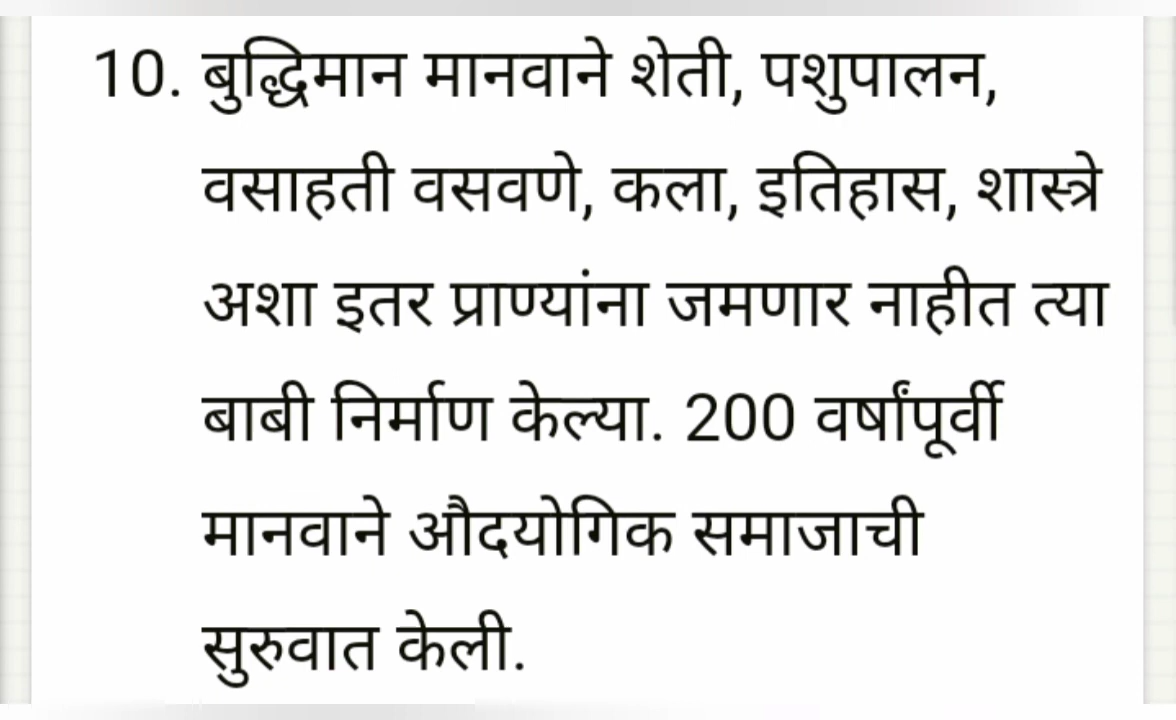 10. बुद्धिमान मानवाने शेती, पशुपालन,
वसाहती वसवणे, कला, इतिहास, शास्त्रे
अशा इतर प्राण्यांना जमणार नाहीत त्या
बाबी निर्माण केल्या. 200 वर्षांपूर्वी
मानवाने औदयोगिक समाजाची
सुरुवात केली.